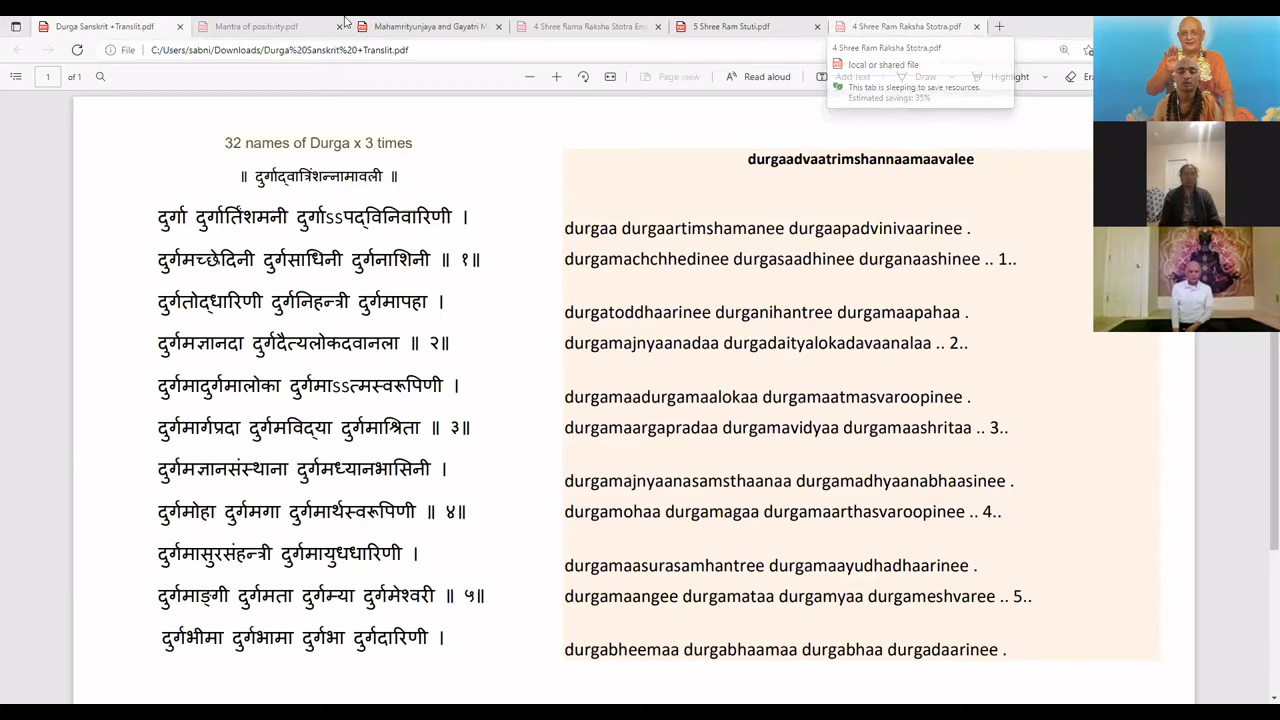 Durga Sanskrit +Translit.pdf
Mantra of positivity.pdf
Mahamrityunjaya and Gayatri M
4 Shree Ram Raksha Stotra Eng
5 Shree Ram Stuti.pdf
4 Shree Ram Raksha Stotra.pdf
File C:/Users/sabni/Downloads/Durga%20Sanskrit%20+Translit.pdf
4 Shree Ram Raksha Stotra.pdf
local or shared file
This tab is sleeping to save resources.
Estimated savings: 35%
1 of 1
Page view
Read aloud
Add text
Draw
Highlight
Era
32 names of Durga x 3 times
॥ दुर्गाद्वात्रिंशन्नामावली ॥
दुर्गा दुर्गार्तिंशमनी दुर्गाऽऽपद्विनिवारिणी ।
दुर्गमच्छेदिनी दुर्गसाधिनी दुर्गनाशिनी ॥ १॥
दुर्गतोद्धारिणी दुर्गनिहन्त्री दुर्गमापहा ।
दुर्गमज्ञानदा दुर्गदैत्यलोकदवानला ॥ २॥
दुर्गमादुर्गमालोका दुर्गमाऽऽत्मस्वरूपिणी ।
दुर्गमार्गप्रदा दुर्गमविद्या दुर्गमाश्रिता ॥ ३॥
दुर्गमज्ञानसंस्थाना दुर्गमध्यानभासिनी ।
दुर्गमोहा दुर्गमगा दुर्गमार्थस्वरूपिणी ॥ ४॥
दुर्गमासुरसंहन्त्री दुर्गमायुधधारिणी ।
दुर्गमाङ्गी दुर्गमता दुर्गम्या दुर्गमेश्वरी ॥ ५॥
दुर्गभीमा दुर्गभामा दुर्गभा दुर्गदारिणी ।
durgaadvaatrimshannaamaavalee
durgaa durgaartimshamanee durgaapadvinivaarinee .
durgamachchhedinee durgasaadhinee durganaashinee .. 1..
durgatoddhaarinee durganihantree durgamaapahaa .
durgamajnyaanadaa durgadaityalokadavaanalaa .. 2..
durgamaadurgamaalokaa durgamaatmasvaroopinee .
durgamaargapradaa durgamavidyaa durgamaashritaa .. 3..
durgamajnyaanasamsthaanaa durgamadhyaanabhaasinee .
durgamohaa durgamagaa durgamaarthasvaroopinee .. 4..
durgamaasurasamhantree durgamaayudhadhaarinee .
durgamaangee durgamataa durgamyaa durgameshvaree .. 5..
durgabheemaa durgabhaamaa durgabhaa durgadaarinee .